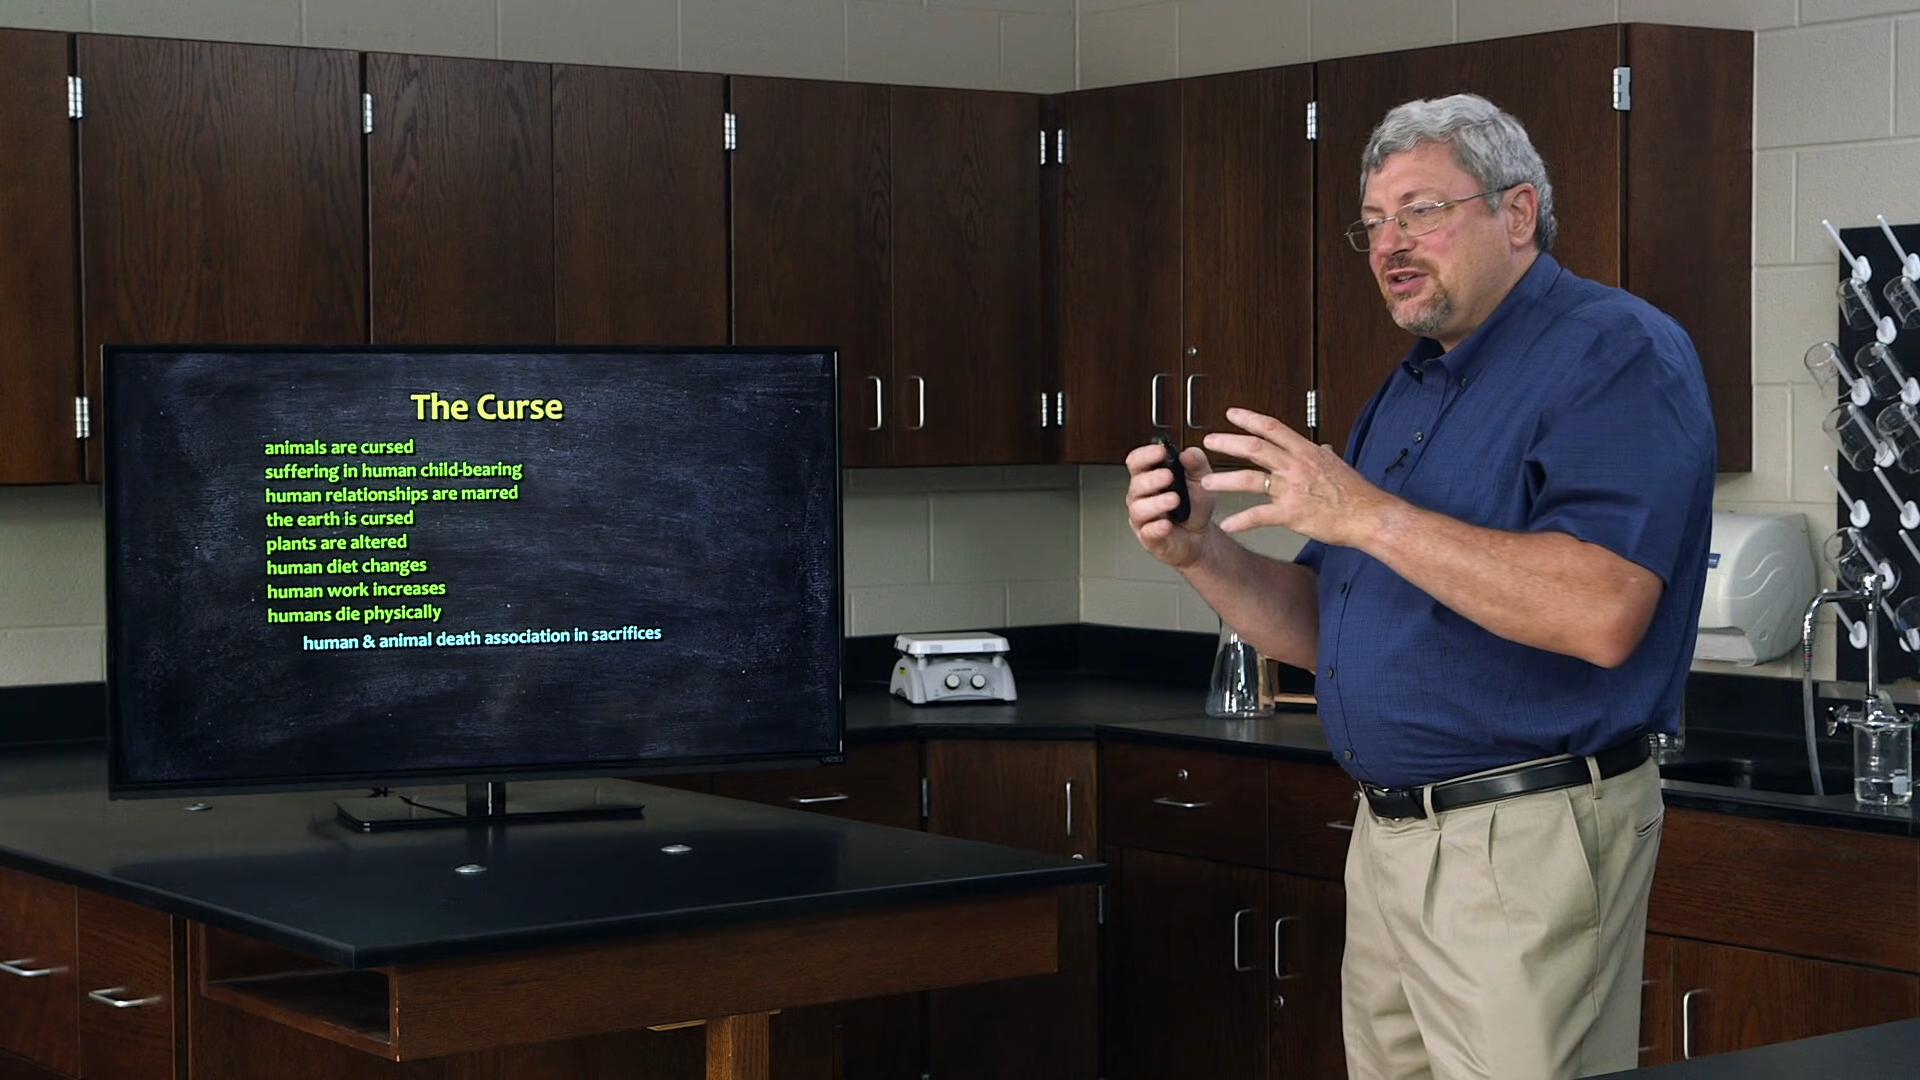 The Curse
animals are cursed
suffering in human child-bearing
human relationships are marred
the earth is cursed
plants are altered
human diet changes
human work increases
humans die physically
human & animal death association in sacrifices
VIZIO